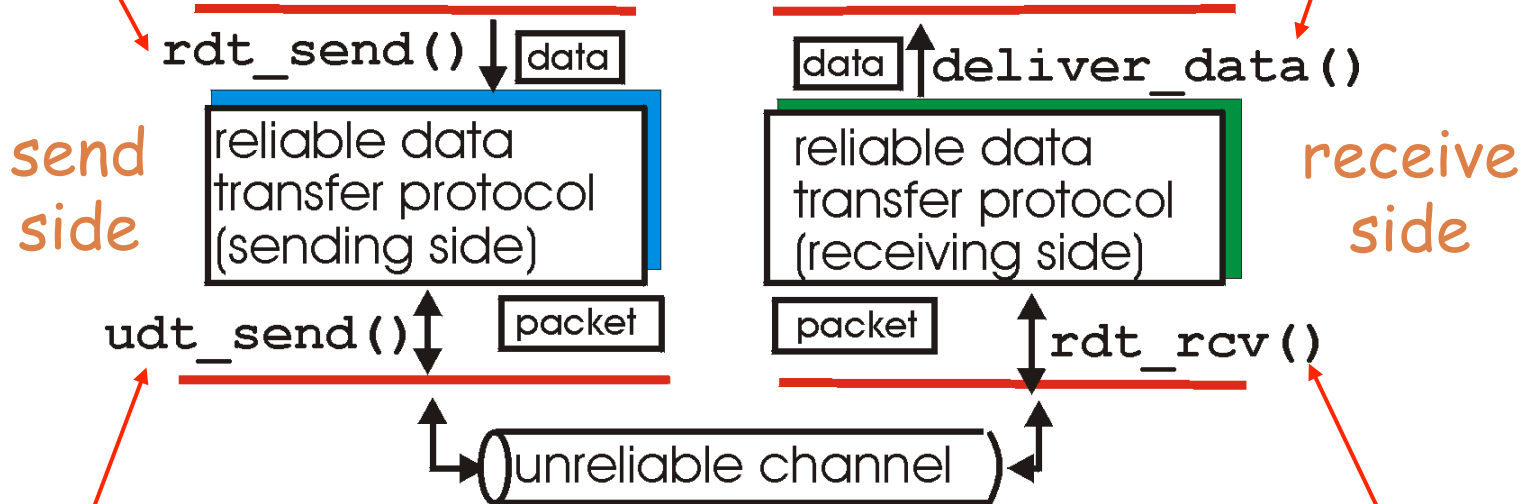 rdt_send()
data
data
deliver_data()
send
side
reliable data
transfer protocol
(sending side)
reliable data
transfer protocol
(receiving side)
receive
side
udt_send()
packet
packet
rdt_rcv()
unreliable channel